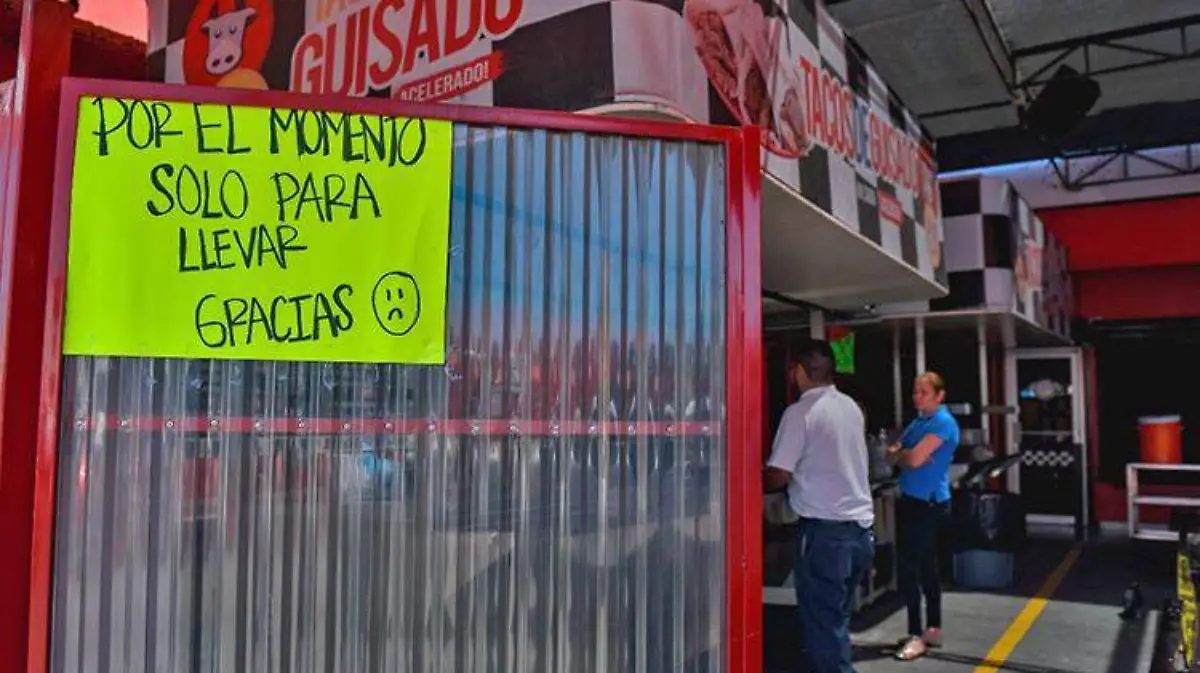 GUISADO
ACELERADO!
TACOS DE GUISADO
POR EL MOMENTO
SOLO PARA
LLEVAR
GRACIAS